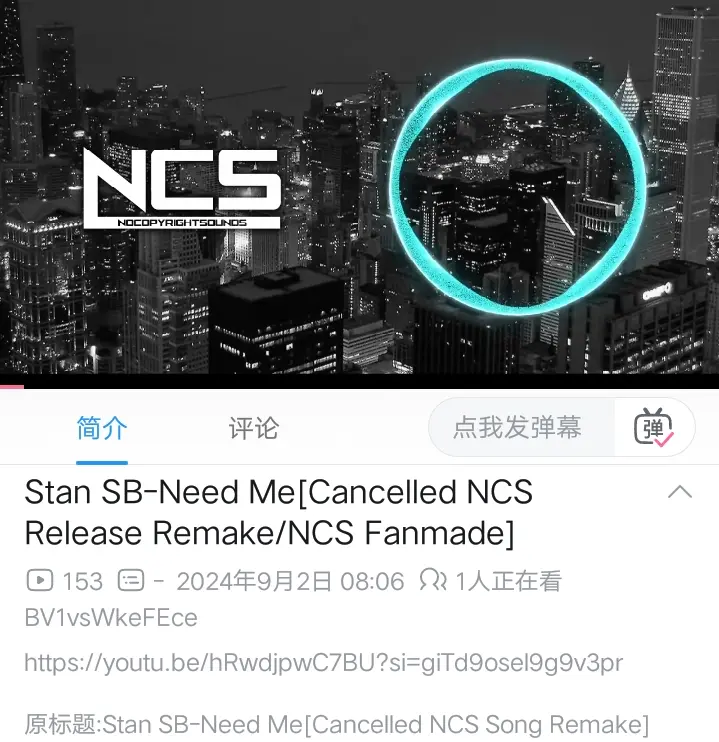 NCS
NOCOPYRIGHTSOUNDS
简介 评论 点我发弹幕 弹
Stan SB-Need Me[Cancelled NCS
Release Remake/NCS Fanmade]
153 - 2024年9月2日 08:06 1人正在看
BV1vsWkeFEce
https://youtu.be/hRwdjpwC7BU?si=giTd9osel9g9v3pr
原标题:Stan SB-Need Me[Cancelled NCS Song Remake]